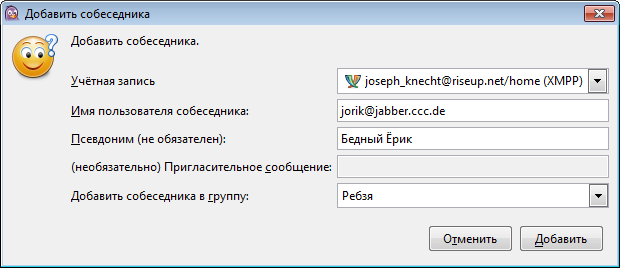 Добавить собеседника
Добавить собеседника.
Учётная запись
joseph_knecht@riseup.net/home (XMPP)
Имя пользователя собеседника:
jorik@jabber.ccc.de
Псевдоним (не обязателен):
Бедный Ёрик
(необязательно) Пригласительное сообщение:
Добавить собеседника в группу:
Ребзя
Отменить
Добавить